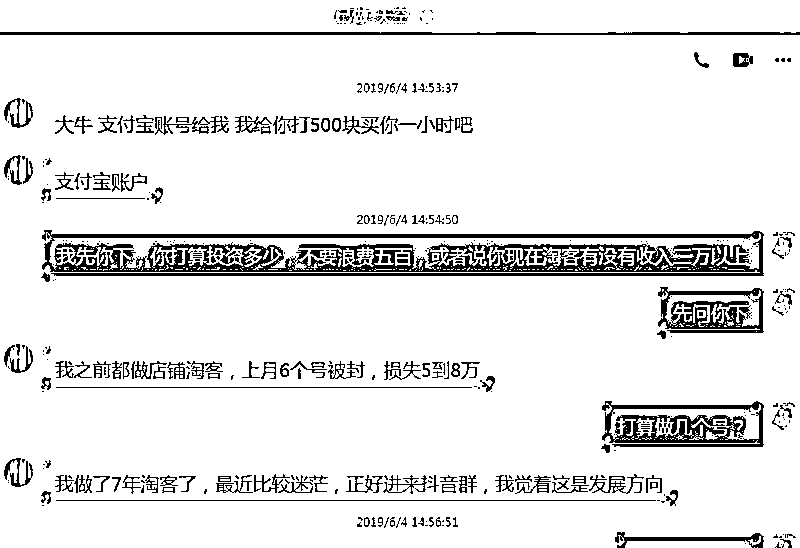 2019/6/4 14:53:37
大牛 支付宝账号给我 我给你打500块买你一小时吧
支付宝账户
2019/6/4 14:54:50
我先你下，你打算投资多少，不要浪费五百，或者说你现在淘客有没有收入三万以上
先问你下
我之前都做店铺淘客，上月6个号被封，损失5到8万
打算做几个号？
我做了7年淘客了，最近比较迷茫，正好进来抖音群，我觉着这是发展方向
2019/6/4 14:56:51